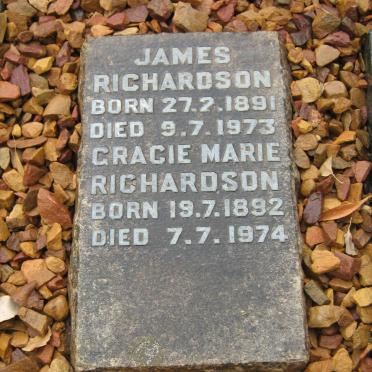 JAMES
RICHARDSON
BORN 27.2.1891
DIED 9.7.1973
GRACIE MARIE
RICHARDSON
BORN 19.7.1892
DIED 7.7.1974